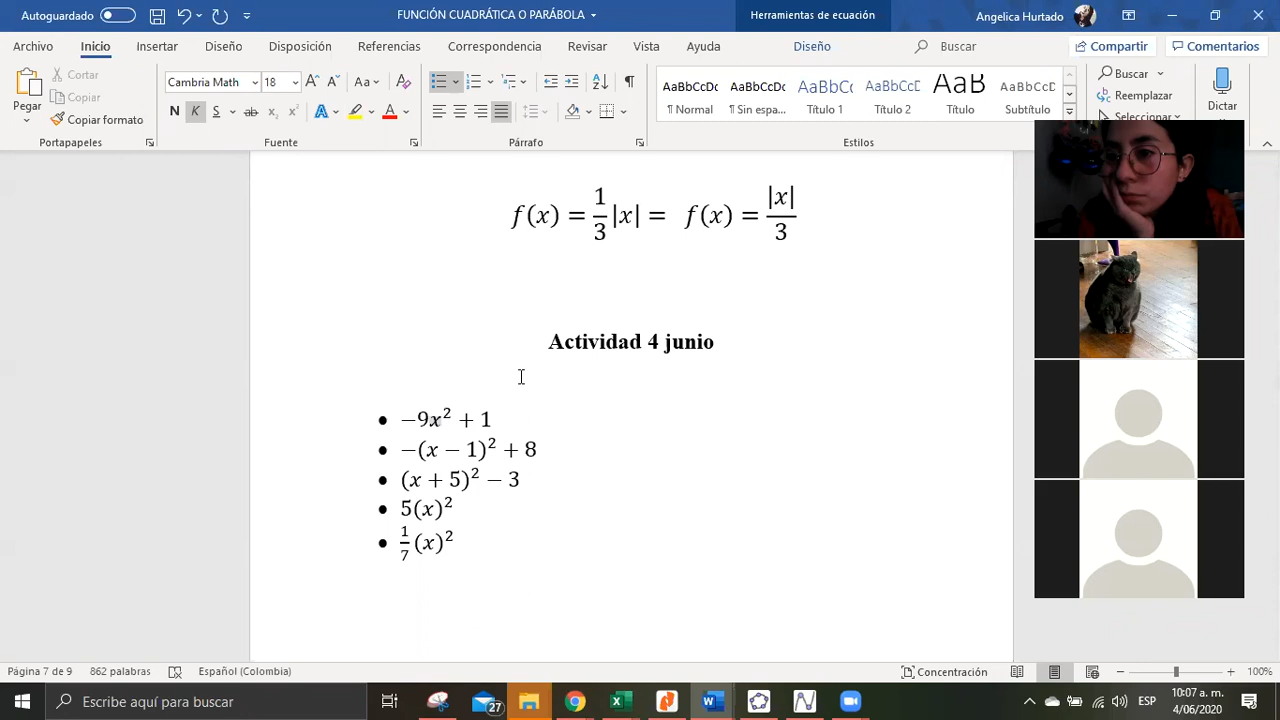 Autoguardado
FUNCIÓN CUADRÁTICA O PARÁBOLA
Herramientas de ecuación
Angelica Hurtado
Archivo Inicio Insertar Diseño Disposición Referencias Correspondencia Revisar Vista Ayuda Diseño Buscar Compartir Comentarios
Pegar
Cortar
Copiar
Copiar formato
Portapapeles
Cambria Math 18
Aa
N K S ab
Fuente
Párrafo
AaBbCcDc ¶ Normal
AaBbCcDc ¶ Sin espa...
AaBbCc Título 1
AaBbCcD Título 2
AaB Título
AaBbCcD Subtítulo
Estilos
Buscar
Reemplazar
Seleccionar
Dictar
f(x) = 1/3 |x| = f(x) = |x|/3
Actividad 4 junio
• −9x² + 1
• −(x − 1)² + 8
• (x + 5)² − 3
• 5(x)²
• 1/7 (x)²
Página 7 de 9 862 palabras Español (Colombia) Concentración 100%
Escribe aquí para buscar
27
ESP
10:07 a. m.
4/06/2020